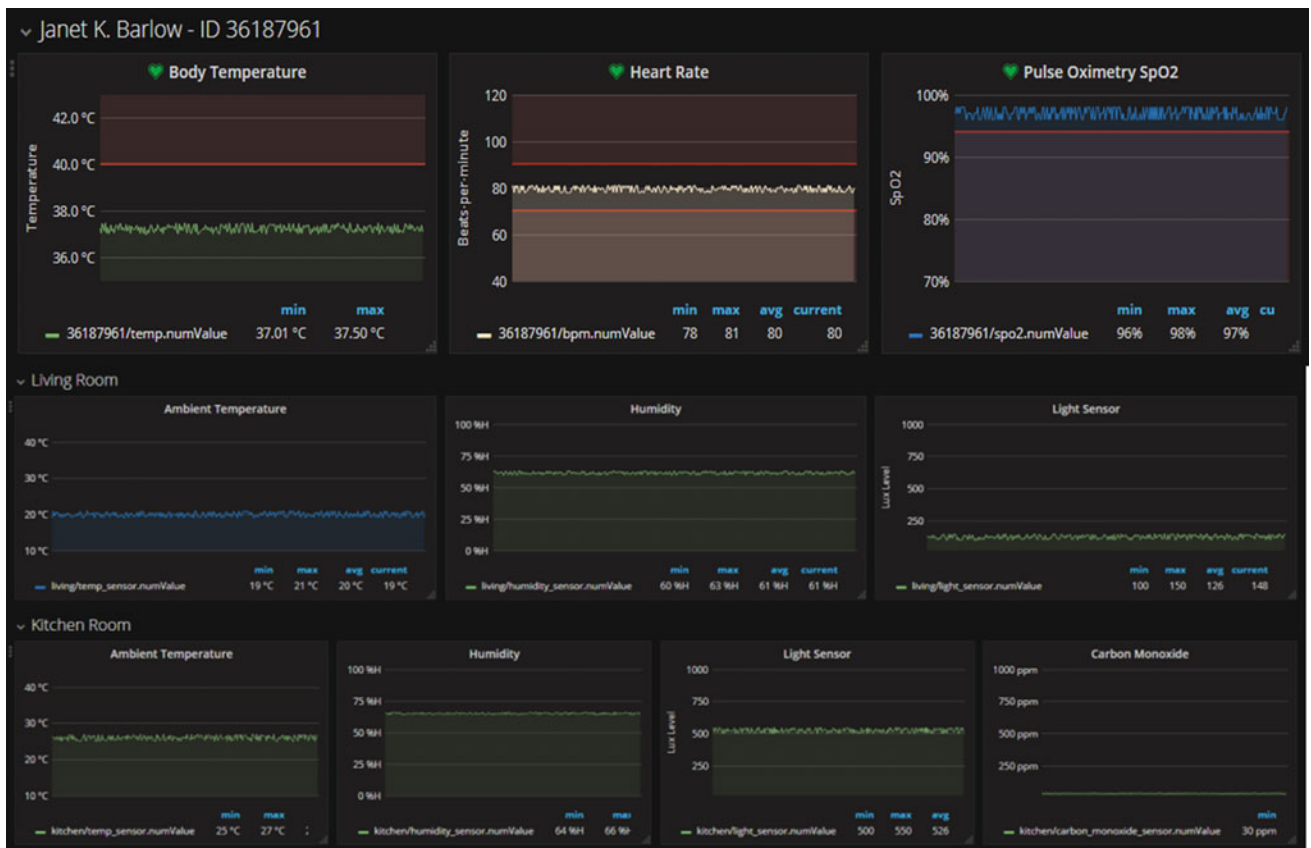 Janet K. Barlow - ID 36187961
Body Temperature
42.0 °C
40.0 °C
38.0 °C
36.0 °C
Temperature
min max
36187961/temp.numValue 37.01 °C 37.50 °C
Heart Rate
120
100
80
60
40
Beats-per-minute
min max avg current
36187961/bpm.numValue 78 81 80 80
Pulse Oximetry SpO2
100%
90%
80%
70%
SpO2
min max avg cu
36187961/spo2.numValue 96% 98% 97%
Living Room
Ambient Temperature
40 °C
30 °C
20 °C
10 °C
min max avg current
living/temp_sensor.numValue 19 °C 21 °C 20 °C 19 °C
Humidity
100 %H
75 %H
50 %H
25 %H
0 %H
min max avg current
living/humidity_sensor.numValue 60 %H 63 %H 61 %H 61 %H
Light Sensor
1000
750
500
250
Lux Level
min max avg current
living/light_sensor.numValue 100 150 126 148
Kitchen Room
Ambient Temperature
40 °C
30 °C
20 °C
10 °C
min max
kitchen/temp_sensor.numValue 25 °C 27 °C
Humidity
100 %H
75 %H
50 %H
25 %H
0 %H
min max
kitchen/humidity_sensor.numValue 64 %H 66 %H
Light Sensor
1000
750
500
250
Lux Level
min max avg
kitchen/light_sensor.numValue 500 550 526
Carbon Monoxide
1000 ppm
750 ppm
500 ppm
250 ppm
min
kitchen/carbon_monoxide_sensor.numValue 30 ppm